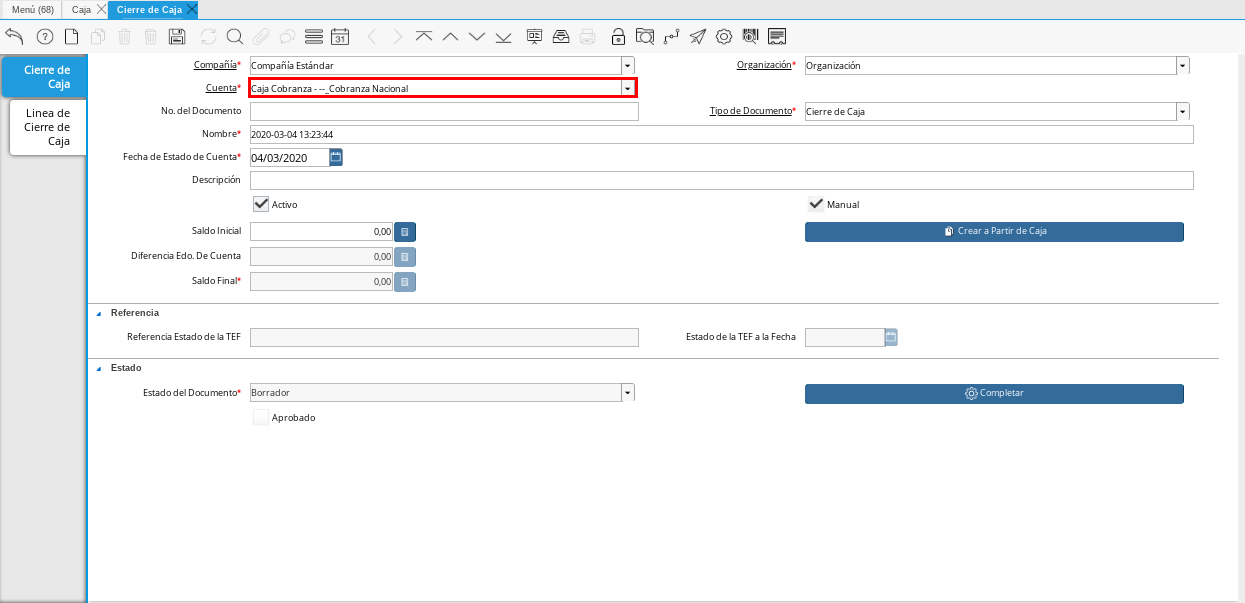 Menú (68) Caja Cierre de Caja
31
Cierre de
Caja
Linea de
Cierre de
Caja
Compañía* Compañía Estándar Organización* Organización
Cuenta* Caja Cobranza - --_Cobranza Nacional
No. del Documento Tipo de Documento* Cierre de Caja
Nombre* 2020-03-04 13:23:44
Fecha de Estado de Cuenta* 04/03/2020
Descripción
Activo Manual
Saldo Inicial 0,00 Crear a Partir de Caja
Diferencia Edo. De Cuenta 0,00
Saldo Final* 0,00
Referencia
Referencia Estado de la TEF Estado de la TEF a la Fecha
Estado
Estado del Documento* Borrador Completar
Aprobado